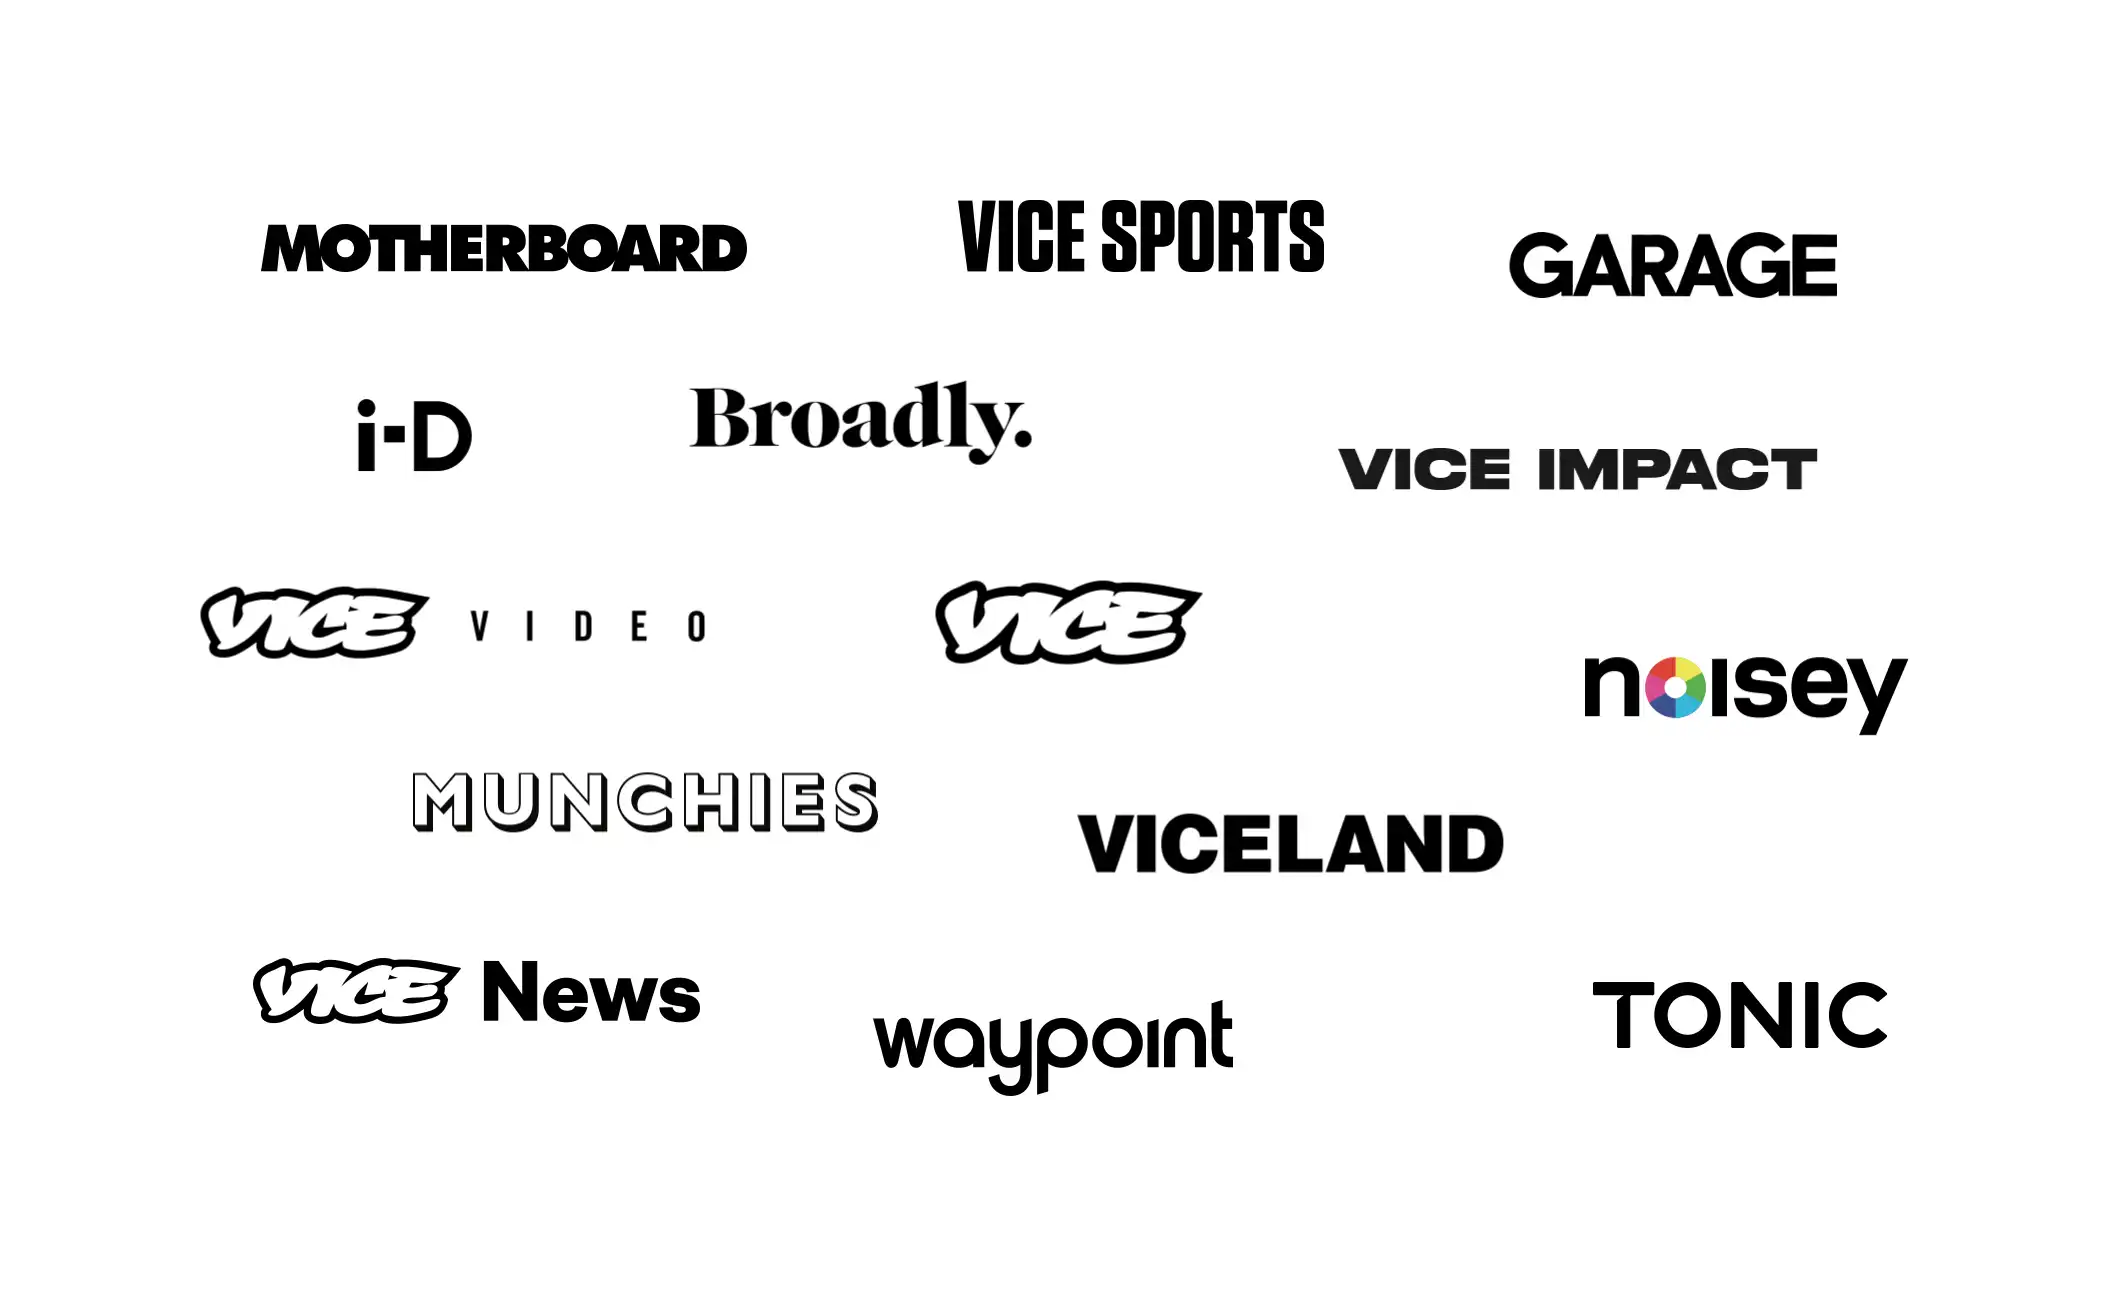 MOTHERBOARD
VICE SPORTS
GARAGE
i-D
Broadly.
VICE IMPACT
VICE VIDEO
VICE
noisey
MUNCHIES
VICELAND
VICE News
waypoint
TONIC